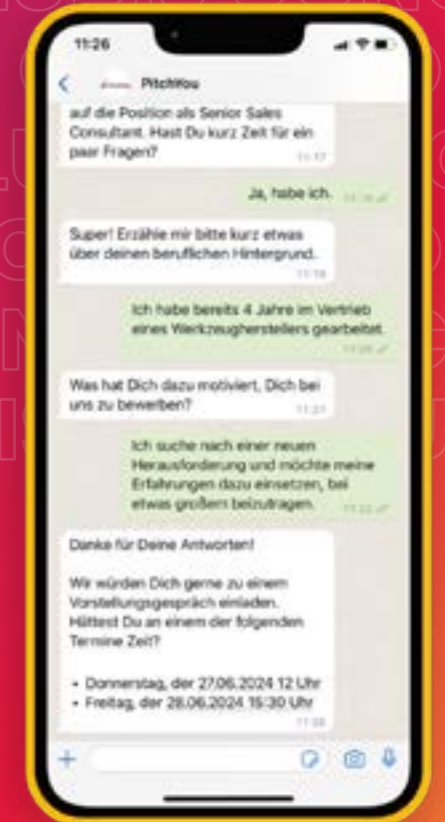 11:26
PitchYou
auf die Position als Senior Sales
Consultant. Hast Du kurz Zeit für ein
paar Fragen?
11:17
Ja, habe ich.
Super! Erzähle mir bitte kurz etwas
über deinen beruflichen Hintergrund.
11:19
Ich habe bereits 4 Jahre im Vertrieb
eines Werkzeugherstellers gearbeitet.
11:20
Was hat Dich dazu motiviert, Dich bei
uns zu bewerben?
11:21
Ich suche nach einer neuen
Herausforderung und möchte meine
Erfahrungen dazu einsetzen, bei
etwas großem beizutragen.
11:22
Danke für Deine Antworten!
Wir würden Dich gerne zu einem
Vorstellungsgespräch einladen.
Hättest Du an einem der folgenden
Termine Zeit?
• Donnerstag, der 27.06.2024 12 Uhr
• Freitag, der 28.06.2024 15:30 Uhr